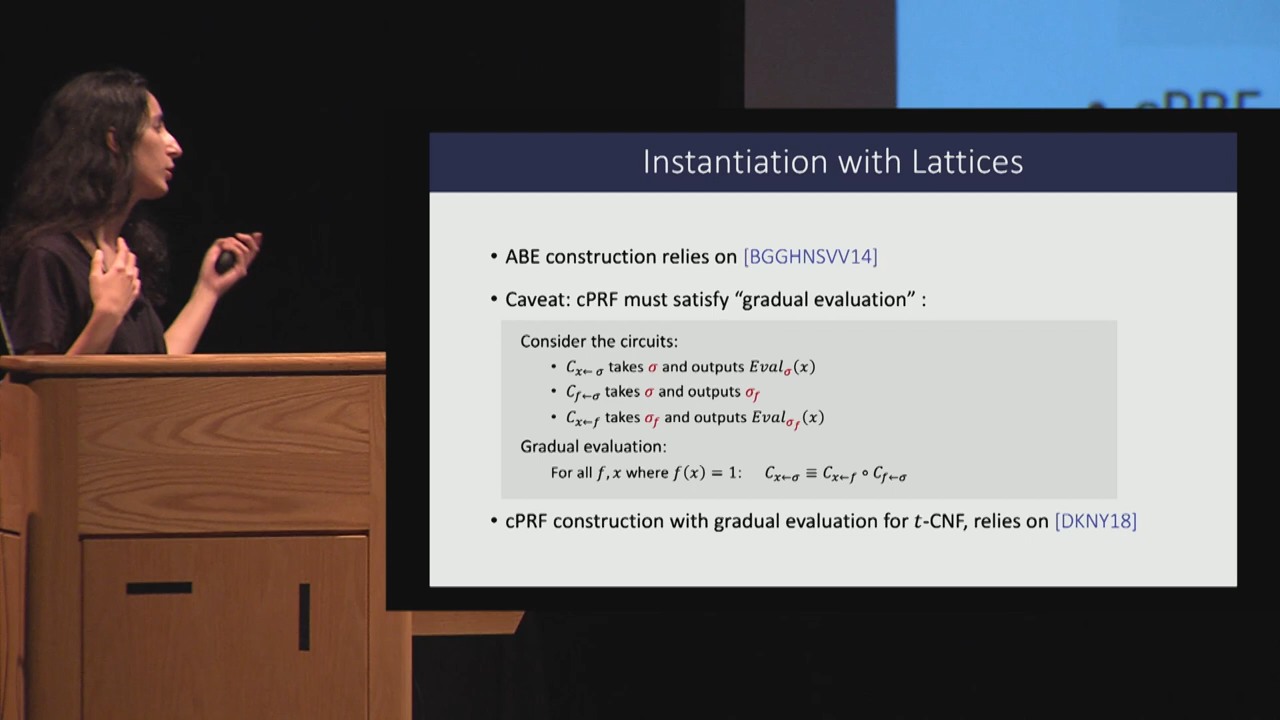 cPRF
Instantiation with Lattices
• ABE construction relies on [BGGHNSVV14]
• Caveat: cPRF must satisfy “gradual evaluation” :
Consider the circuits:
• C_{x←σ} takes σ and outputs Eval_σ(x)
• C_{f←σ} takes σ and outputs σ_f
• C_{x←f} takes σ_f and outputs Eval_{σ_f}(x)
Gradual evaluation:
For all f, x where f(x) = 1: C_{x←σ} ≡ C_{x←f} ∘ C_{f←σ}
• cPRF construction with gradual evaluation for t-CNF, relies on [DKNY18]